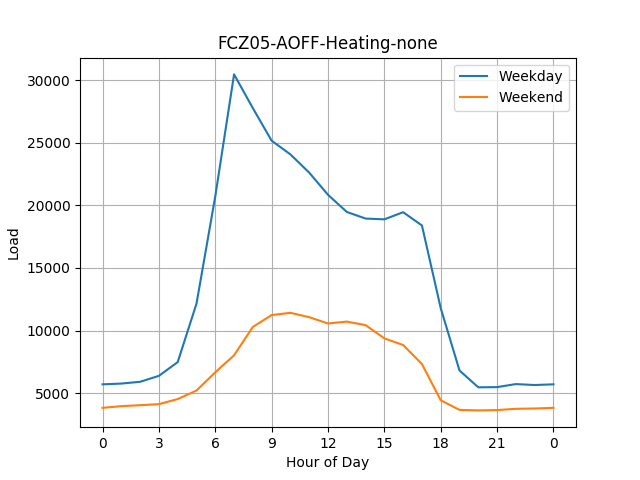 FCZ05-AOFF-Heating-none
Weekday
Weekend
Load
30000
25000
20000
15000
10000
5000
0 3 6 9 12 15 18 21 0
Hour of Day